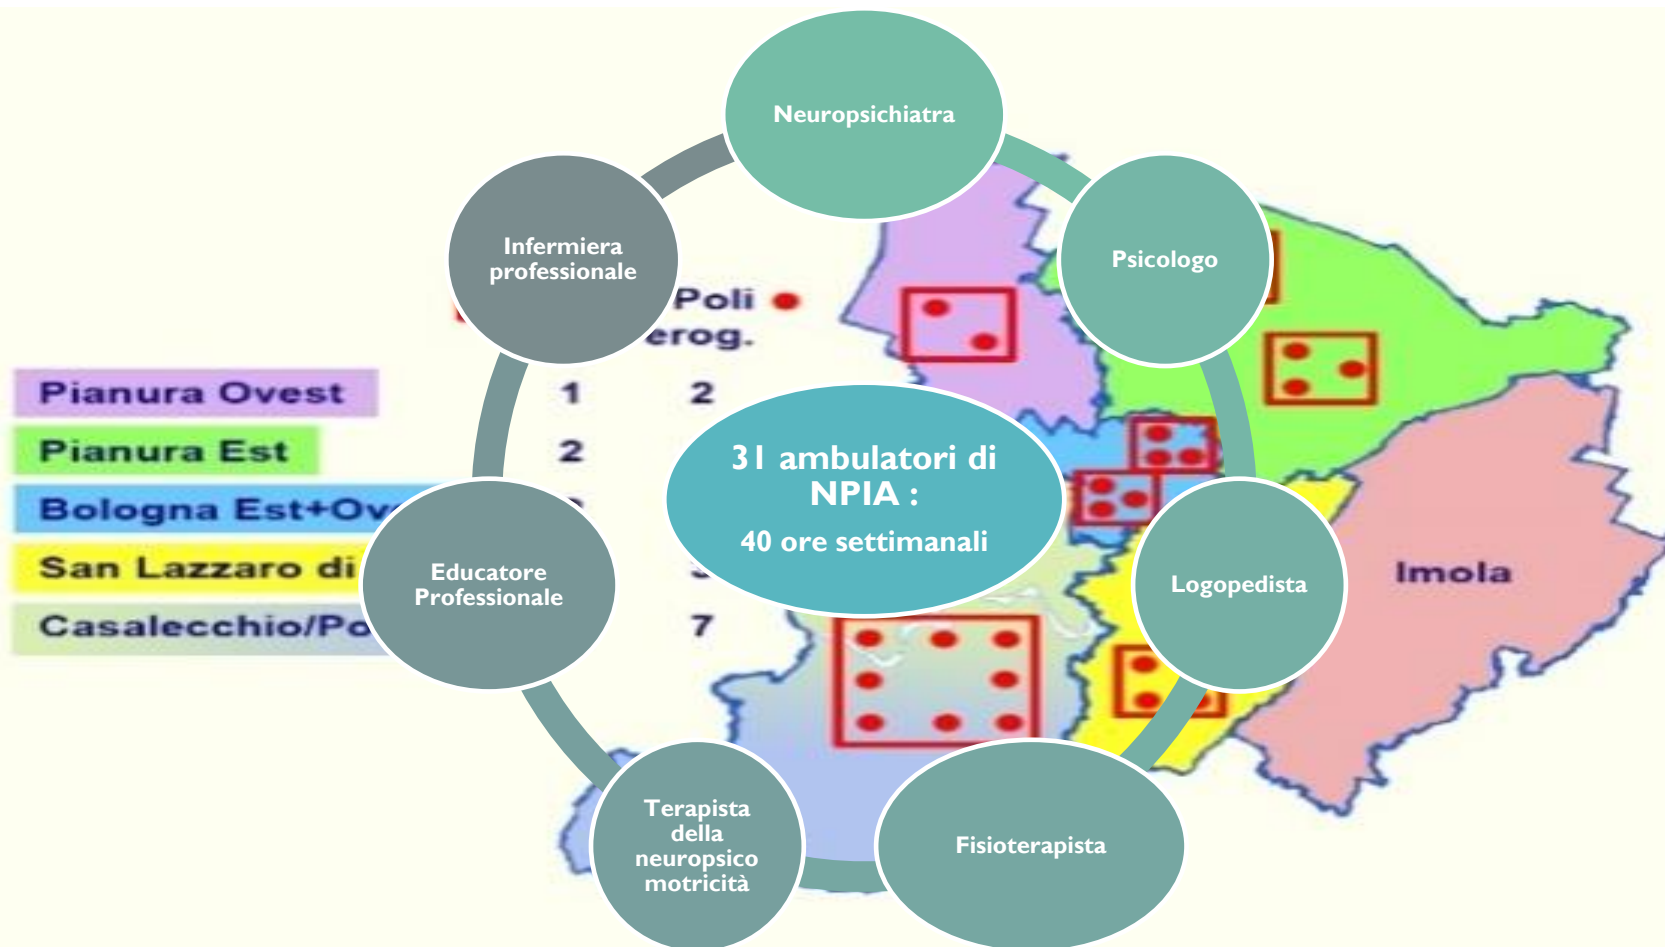 Neuropsichiatra
Infermiera
professionale
Psicologo
Poli
erog.
Pianura Ovest 1 2
Pianura Est 2
31 ambulatori di
NPIA :
40 ore settimanali
Bologna Est+Ov
San Lazzaro di
Educatore
Professionale
Logopedista
Imola
Casalecchio/Po 7
Terapista
della
neuropsico
motricità
Fisioterapista